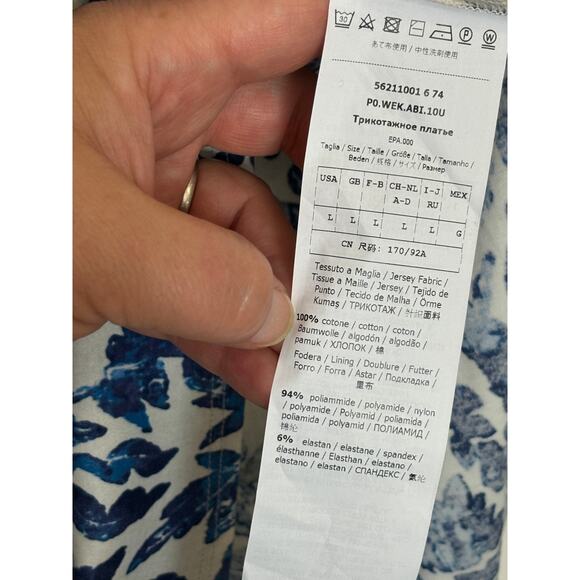 30
あて布使用 / 中性洗剤使用
56211001 6 74
P0.WEK.ABI.10U
Трикотажное платье
EPA.000
Taglia / Size / Taille / Größe / Talla / Tamanho /
Beden / 规格 / サイズ / Размер
USA GB F-B CH-NL I-J MEX
A-D RU
L L L L L G
CN 尺码: 170/92A
Tessuto a Maglia / Jersey Fabric /
Tissue a Maille / Jersey / Tejido de
Punto / Tecido de Malha / Örme
Kumaş / ТРИКОТАЖ / 针织面料
100% cotone / cotton / coton /
Baumwolle / algodón / algodão /
pamuk / ХЛОПОК / 棉
Fodera / Lining / Doublure / Futter /
Forro / Forra / Astar / Подкладка /
里布
94% poliammide / polyamide / nylon
/ polyamide / Polyamid / poliamida /
poliamida / polyamid / ПОЛИАМИД /
锦纶
6% elastan / elastane / spandex /
élasthanne / Elasthan / elastano /
elastano / elastan / СПАНДЕКС / 氨纶